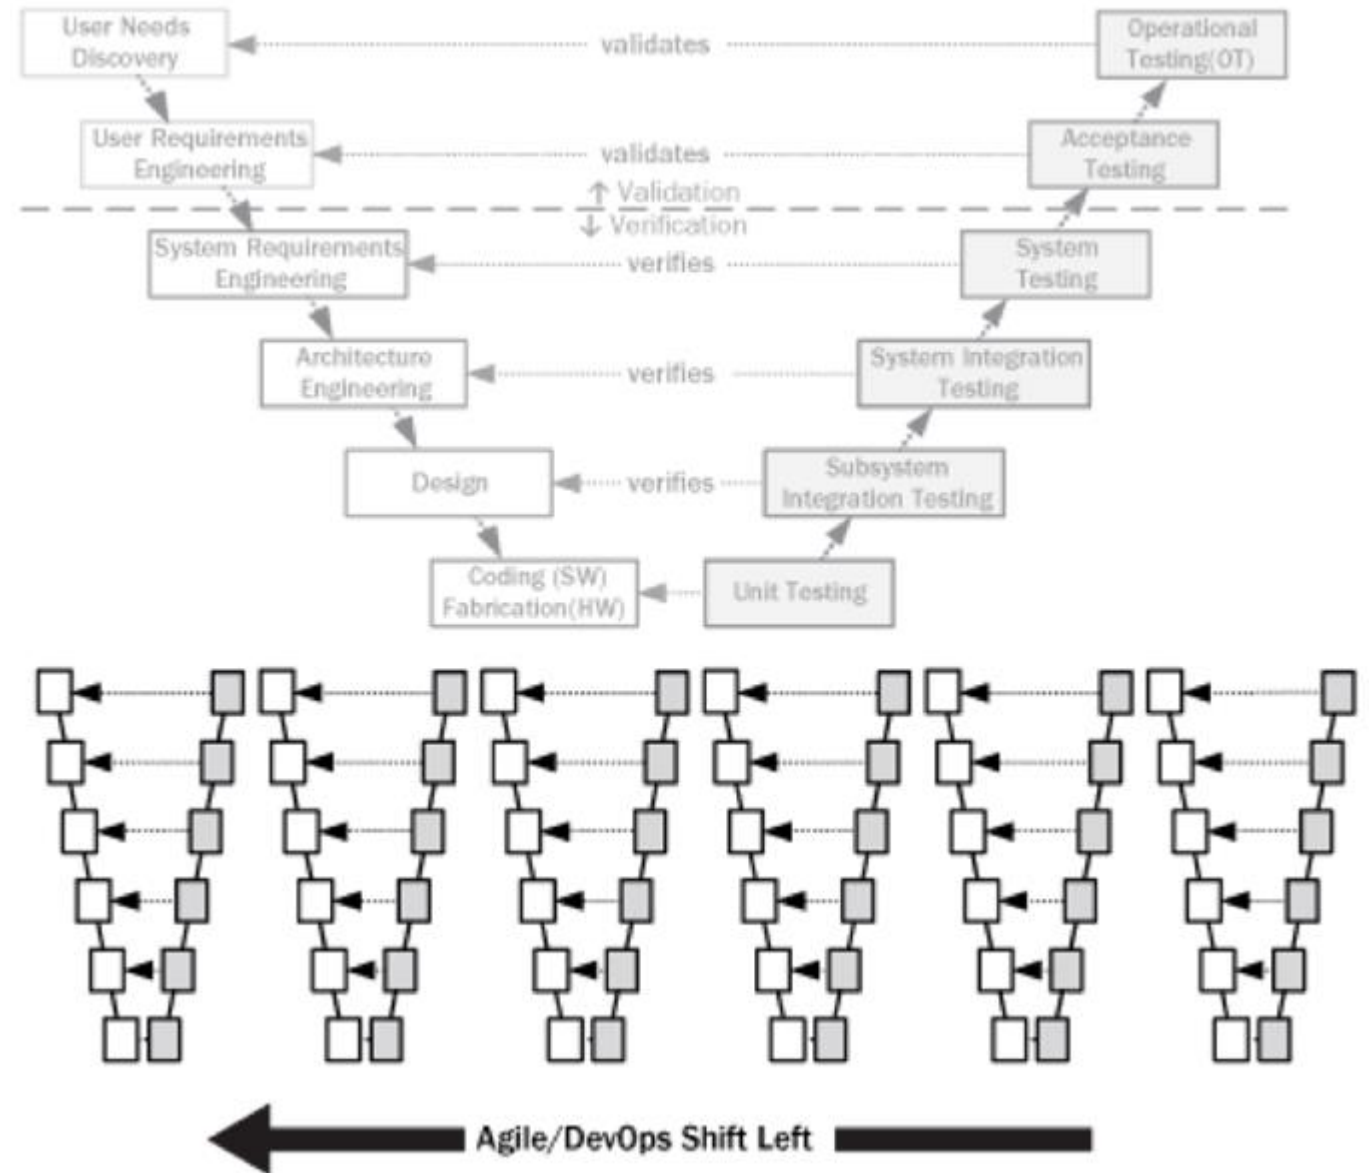 User Needs
Discovery
validates
Operational
Testing(OT)
User Requirements
Engineering
validates
Acceptance
Testing
↑ Validation
↓ Verification
System Requirements
Engineering
verifies
System
Testing
Architecture
Engineering
verifies
System Integration
Testing
Design
verifies
Subsystem
Integration Testing
Coding (SW)
Fabrication(HW)
Unit Testing
Agile/DevOps Shift Left